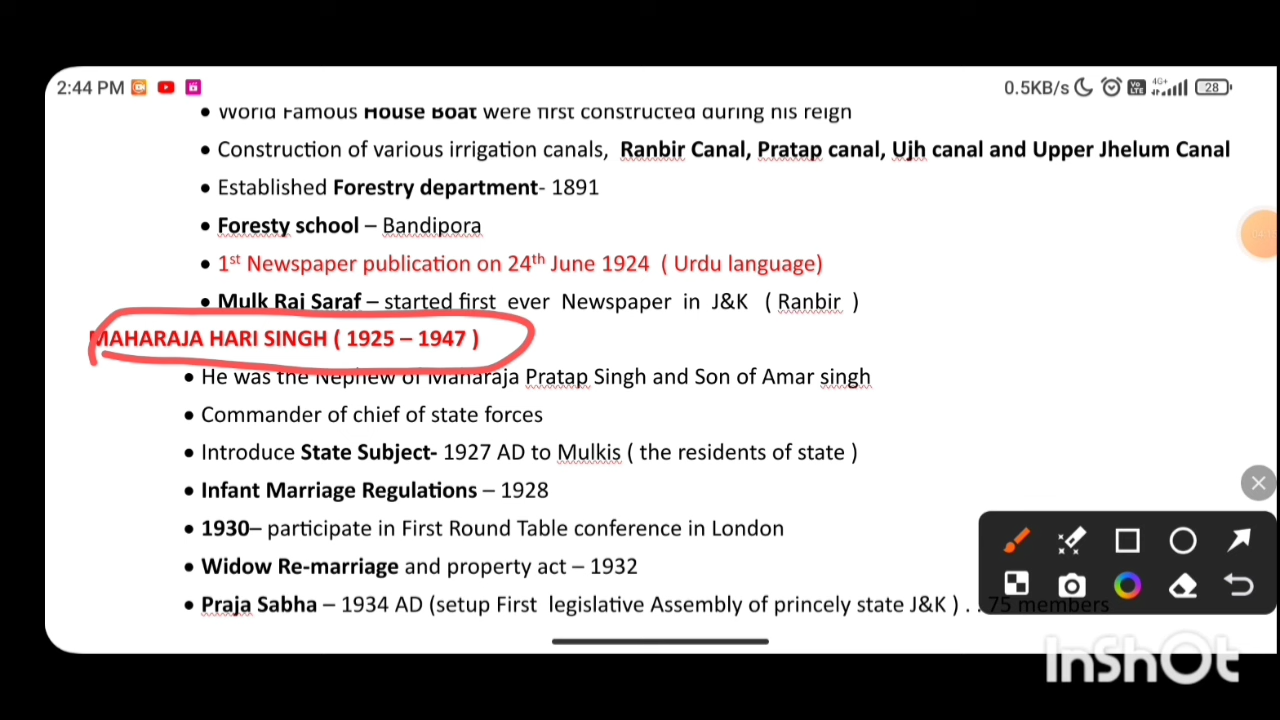 2:44 PM
0.5KB/s 4G+ 28
• World Famous House Boat were first constructed during his reign
• Construction of various irrigation canals, Ranbir Canal, Pratap canal, Ujh canal and Upper Jhelum Canal
• Established Forestry department- 1891
• Foresty school – Bandipora
• 1st Newspaper publication on 24th June 1924 ( Urdu language)
• Mulk Raj Saraf – started first ever Newspaper in J&K ( Ranbir )
MAHARAJA HARI SINGH ( 1925 – 1947 )
• He was the Nephew of Maharaja Pratap Singh and Son of Amar singh
• Commander of chief of state forces
• Introduce State Subject- 1927 AD to Mulkis ( the residents of state )
• Infant Marriage Regulations – 1928
• 1930– participate in First Round Table conference in London
• Widow Re-marriage and property act – 1932
• Praja Sabha – 1934 AD (setup First legislative Assembly of princely state J&K ) . . 75 members
InShOt